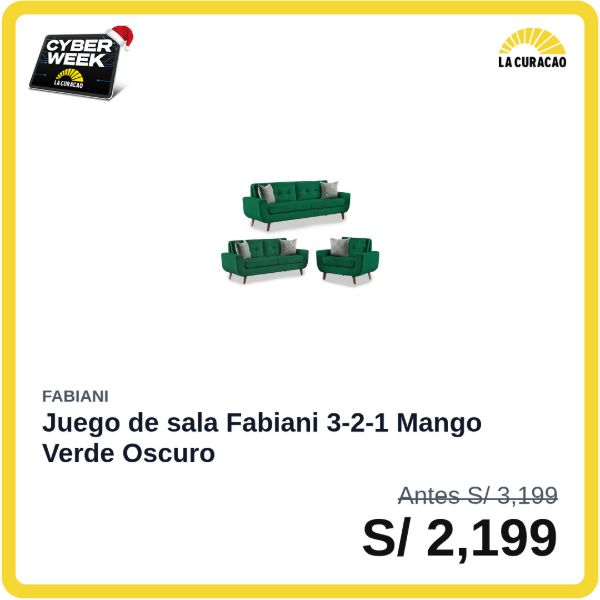 CYBER
WEEK
LA CURACAO
LA CURACAO
FABIANI
Juego de sala Fabiani 3-2-1 Mango
Verde Oscuro
Antes S/ 3,199
S/ 2,199